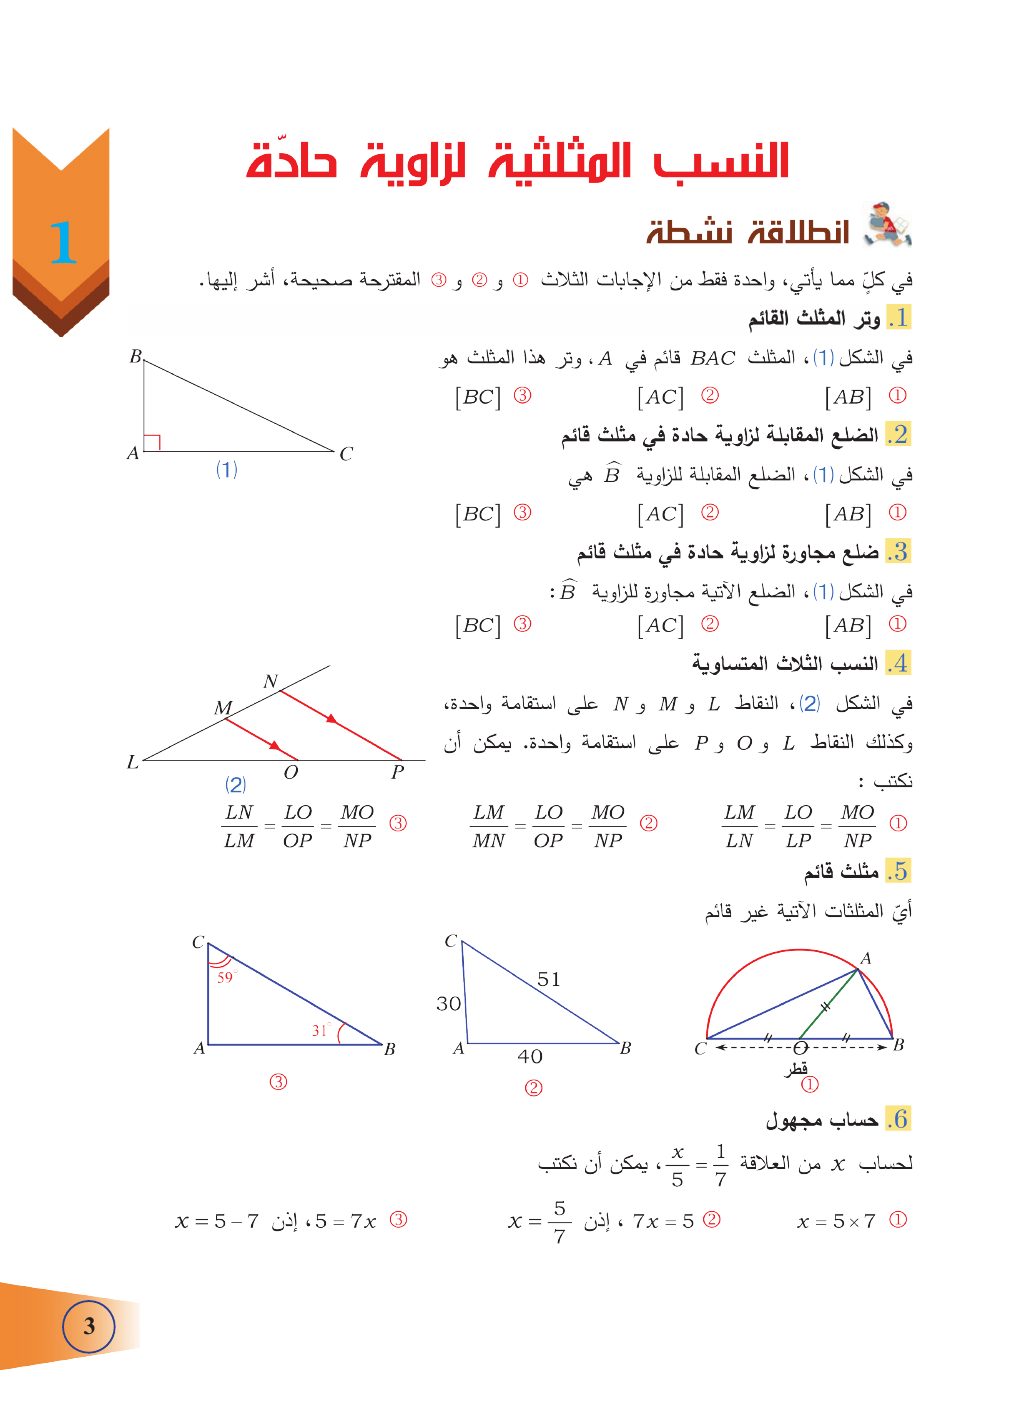 النسب المثلثية لزاوية حادّة
1
انطلاقة نشطة
في كلٍّ مما يأتي، واحدة فقط من الإجابات الثلاث ① و ② و ③ المقترحة صحيحة، أشر إليها.
1. وتر المثلث القائم
في الشكل (1)، المثلث BAC قائم في A، وتر هذا المثلث هو
① [AB] ② [AC] ③ [BC]
B
A
C
(1)
2. الضلع المقابلة لزاوية حادة في مثلث قائم
في الشكل (1)، الضلع المقابلة للزاوية B̂ هي
① [AB] ② [AC] ③ [BC]
3. ضلع مجاورة لزاوية حادة في مثلث قائم
في الشكل (1)، الضلع الآتية مجاورة للزاوية B̂ :
① [AB] ② [AC] ③ [BC]
4. النسب الثلاث المتساوية
في الشكل (2)، النقاط L و M و N على استقامة واحدة،
وكذلك النقاط L و O و P على استقامة واحدة. يمكن أن
نكتب :
N
M
L
O
P
(2)
① LM/LN = LO/LP = MO/NP ② LM/MN = LO/OP = MO/NP ③ LN/LM = LO/OP = MO/NP
5. مثلث قائم
أيّ المثلثات الآتية غير قائم
A
C
O
B
قطر
①
C
51
30
A
40
B
②
C
59°
31°
A
B
③
6. حساب مجهول
لحساب x من العلاقة x/5 = 1/7 ، يمكن أن نكتب
① x = 5 × 7 ② 7x = 5 ، إذن x = 5/7 ③ 5 = 7x ، إذن x = 5 − 7
3